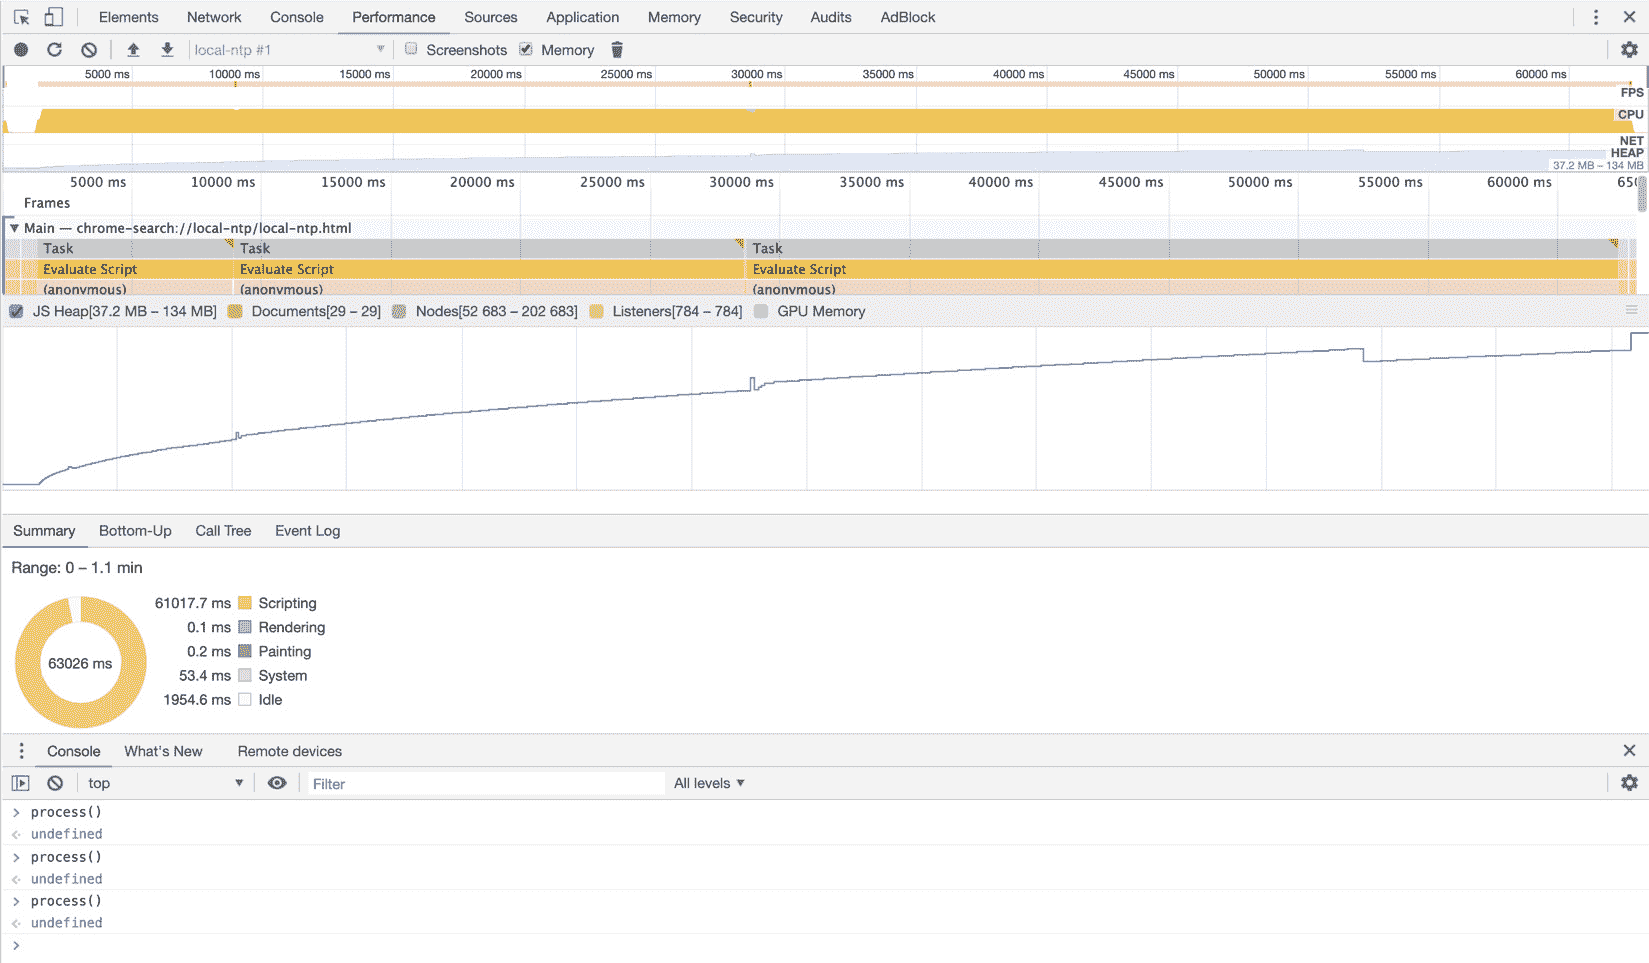 Elements Network Console Performance Sources Application Memory Security Audits AdBlock
local-ntp #1 Screenshots Memory
5000 ms 10000 ms 15000 ms 20000 ms 25000 ms 30000 ms 35000 ms 40000 ms 45000 ms 50000 ms 55000 ms 60000 ms
FPS
CPU
NET
HEAP
37.2 MB – 134 MB
5000 ms 10000 ms 15000 ms 20000 ms 25000 ms 30000 ms 35000 ms 40000 ms 45000 ms 50000 ms 55000 ms 60000 ms 650
Frames
Main — chrome-search://local-ntp/local-ntp.html
Task Task Task
Evaluate Script Evaluate Script Evaluate Script
(anonymous) (anonymous) (anonymous)
JS Heap[37.2 MB – 134 MB] Documents[29 – 29] Nodes[52 683 – 202 683] Listeners[784 – 784] GPU Memory
Summary Bottom-Up Call Tree Event Log
Range: 0 – 1.1 min
61017.7 ms Scripting
0.1 ms Rendering
0.2 ms Painting
63026 ms
53.4 ms System
1954.6 ms Idle
Console What's New Remote devices
top Filter All levels
> process()
undefined
> process()
undefined
> process()
undefined
>